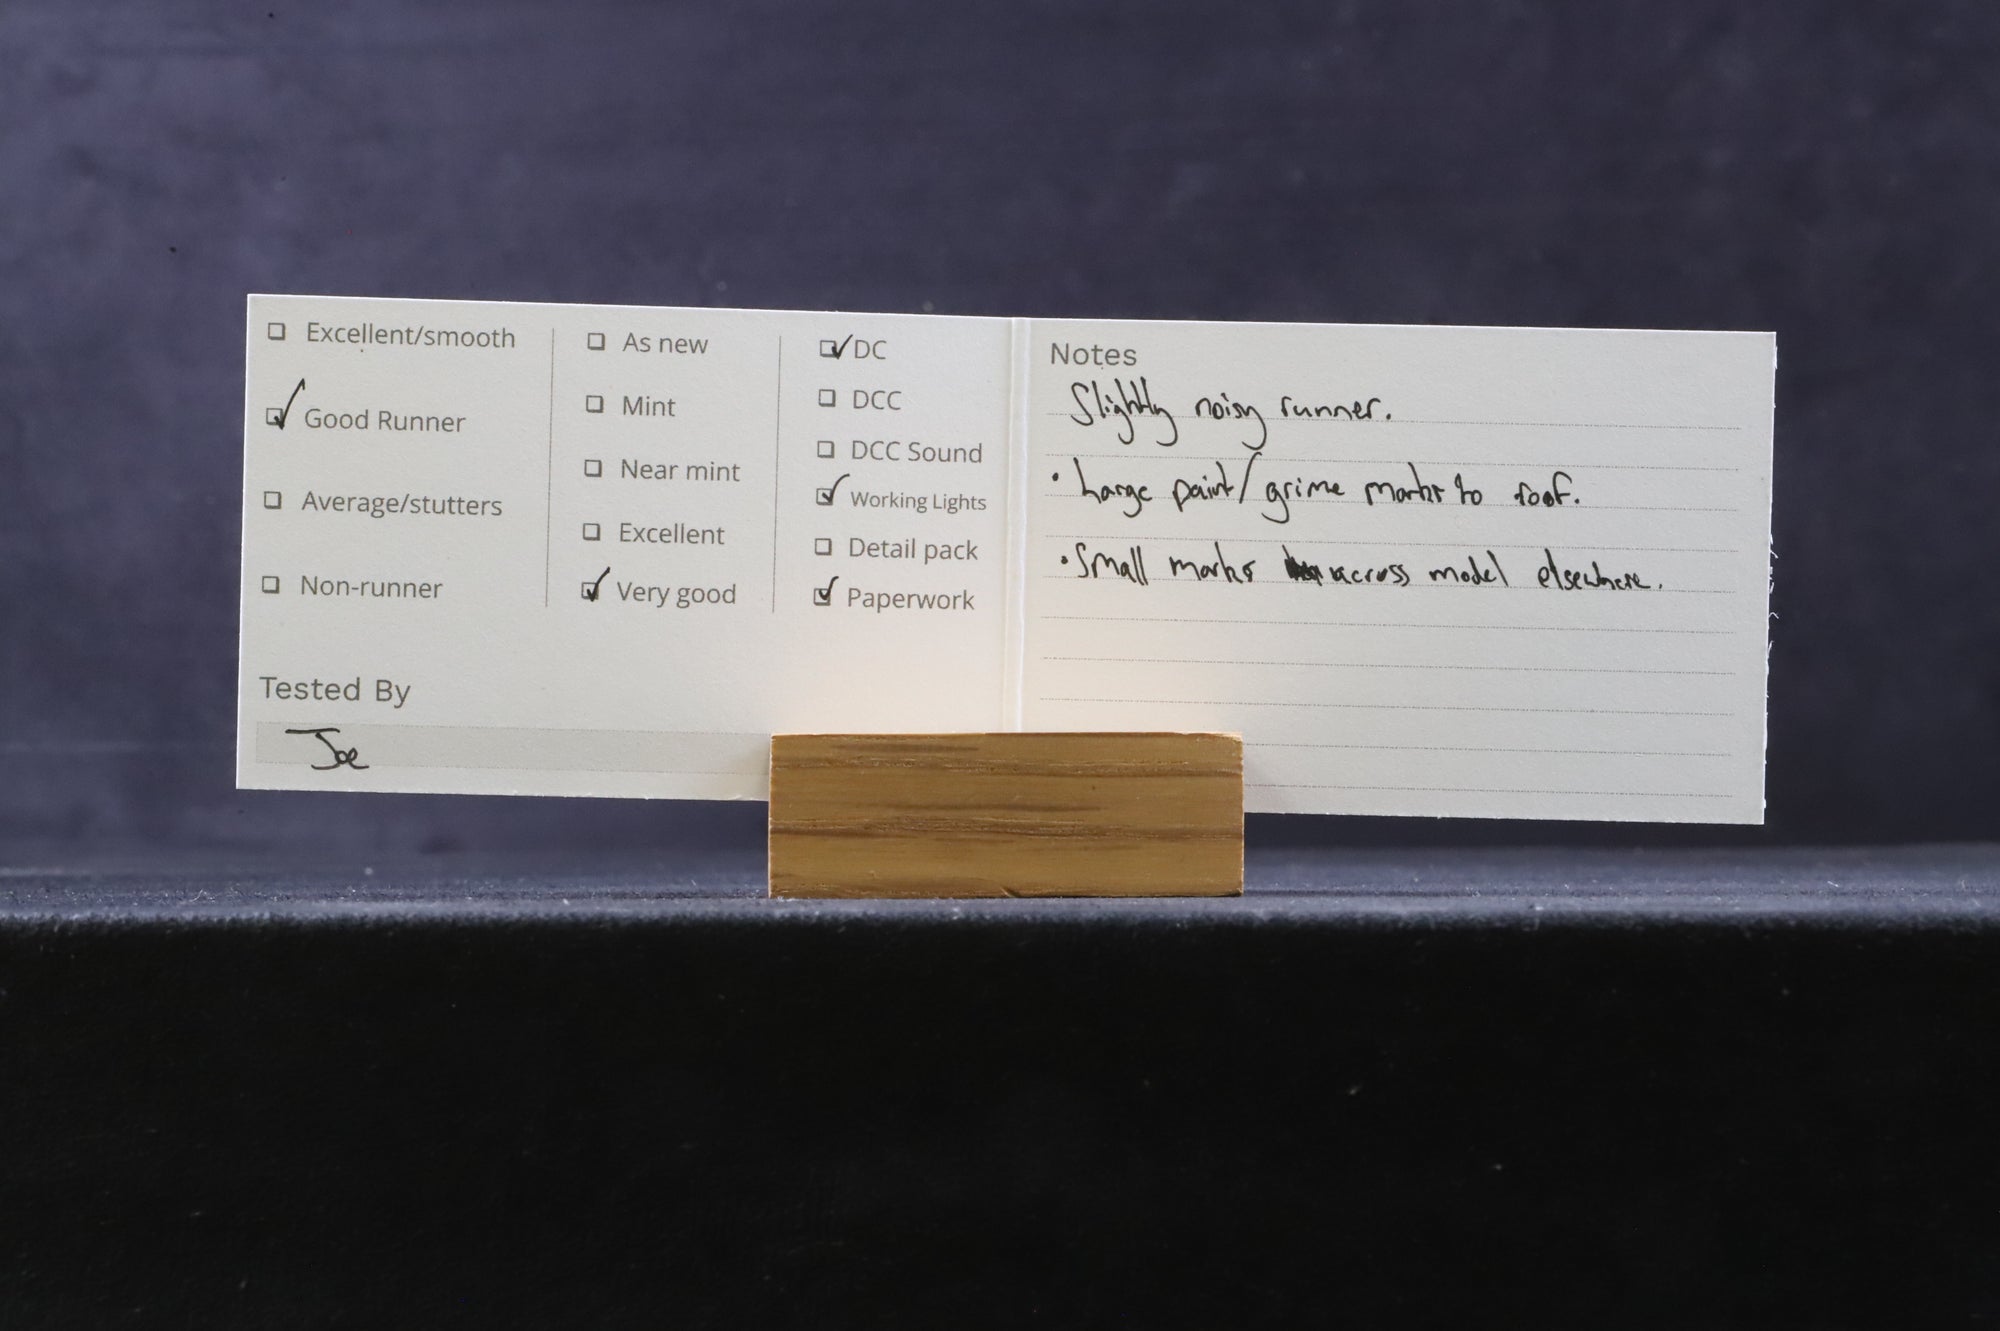 Excellent/smooth
Good Runner
Average/stutters
Non-runner
As new
Mint
Near mint
Excellent
Very good
DC
DCC
DCC Sound
Working Lights
Detail pack
Paperwork
Tested By
Joe
Notes
Slightly noisy runner.
• Large paint/grime marks to roof.
• Small marks across model elsewhere.